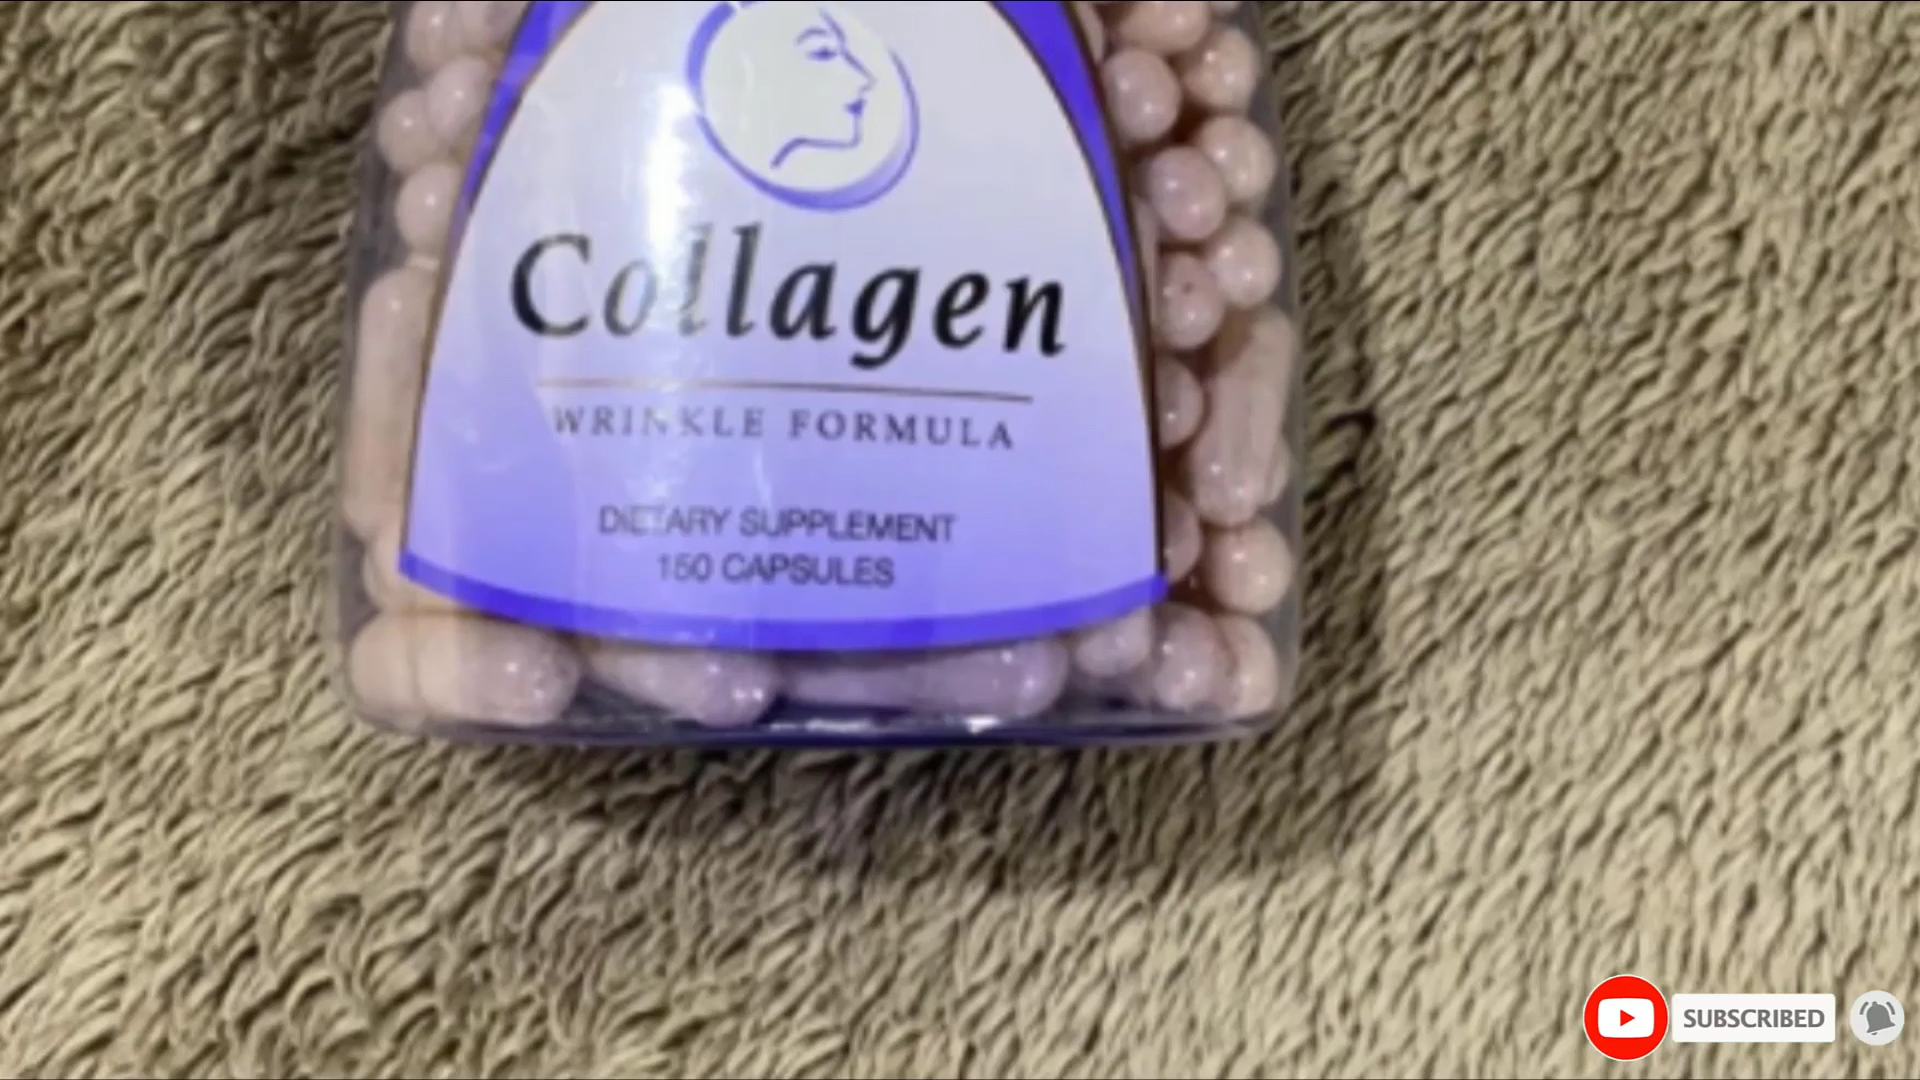 Collagen
WRINKLE FORMULA
DIETARY SUPPLEMENT
150 CAPSULES
SUBSCRIBED